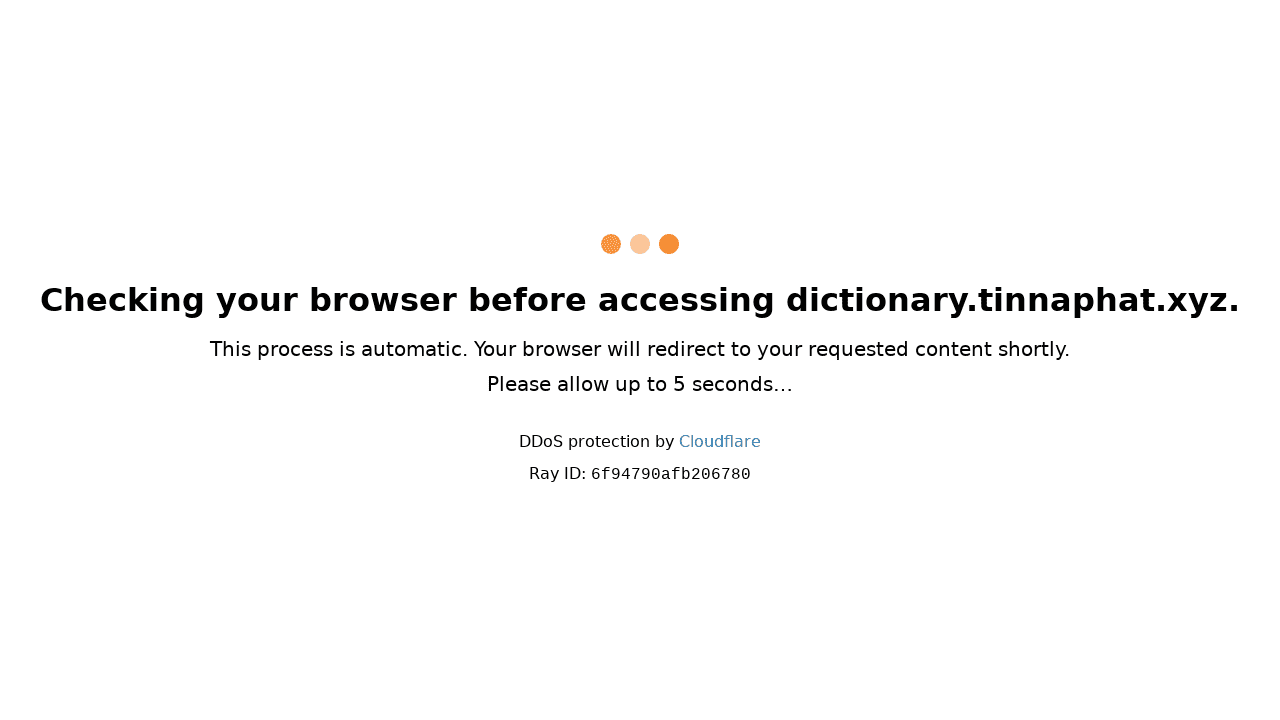 Checking your browser before accessing dictionary.tinnaphat.xyz.
This process is automatic. Your browser will redirect to your requested content shortly.
Please allow up to 5 seconds…
DDoS protection by Cloudflare
Ray ID: 6f94790afb206780